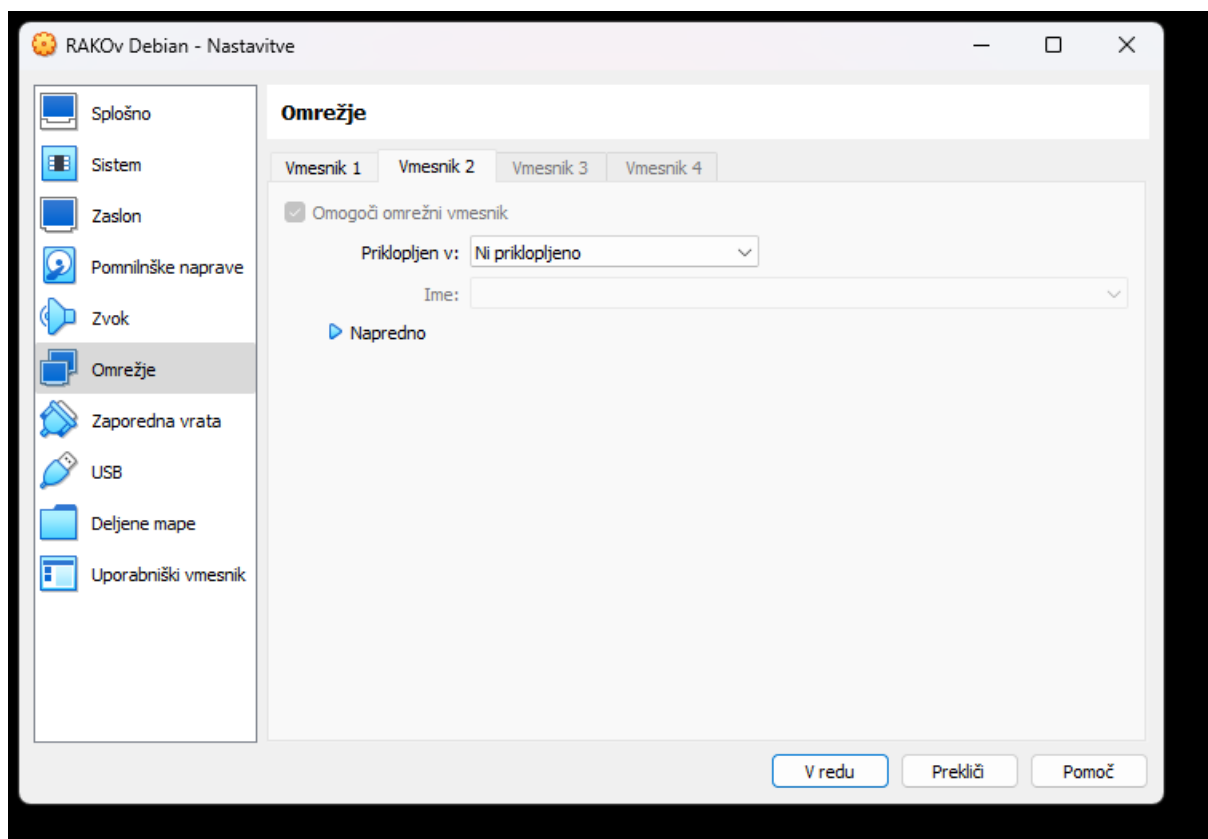 RAKOv Debian - Nastavitve
Splošno
Sistem
Zaslon
Pomnilnške naprave
Zvok
Omrežje
Zaporedna vrata
USB
Deljene mape
Uporabniški vmesnik
Omrežje
Vmesnik 1 Vmesnik 2 Vmesnik 3 Vmesnik 4
Omogoči omrežni vmesnik
Priklopljen v: Ni priklopljeno
Ime:
Napredno
V redu Prekliči Pomoč